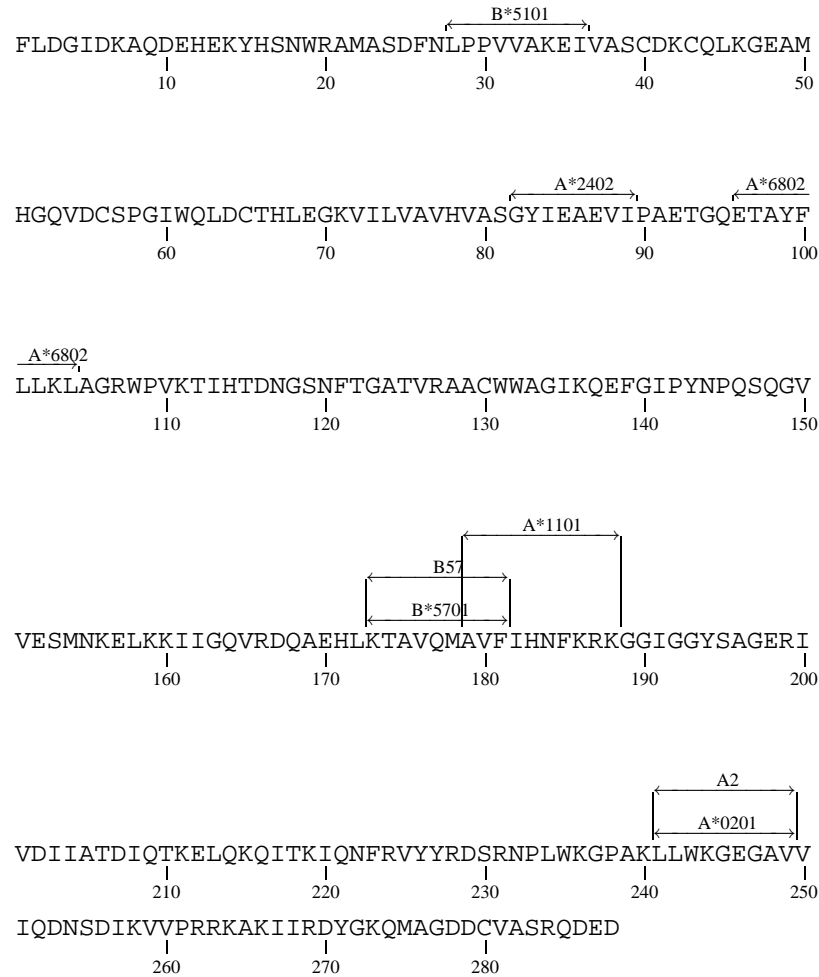 B*5101
FLDGIDKAQDEHEKYHSNWRAMASDFNLPPVVAKEIVASCDKCQLKGEAM
10 20 30 40 50
A*2402 A*6802
HGQVDCSPGIWQLDCTHLEGKVILVAVHVASGYIEAEVIPAETGQETAYF
60 70 80 90 100
A*6802
LLKLAGRWPVKTIHTDNGSNFTGATVRAACWWAGIKQEFGIPYNPQSQGV
110 120 130 140 150
A*1101
B57
B*5701
VESMNKELKKIIGQVRDQAEHLKTAVQMAVFIHNFKRKGGIGGYSAGERI
160 170 180 190 200
A2
A*0201
VDIIATDIQTKELQKQITKIQNFRVYYRDSRNPLWKGPAKLLWKGEGAVV
210 220 230 240 250
IQDNSDIKVVPRRKAKIIRDYGKQMAGDDCVASRQDED
260 270 280